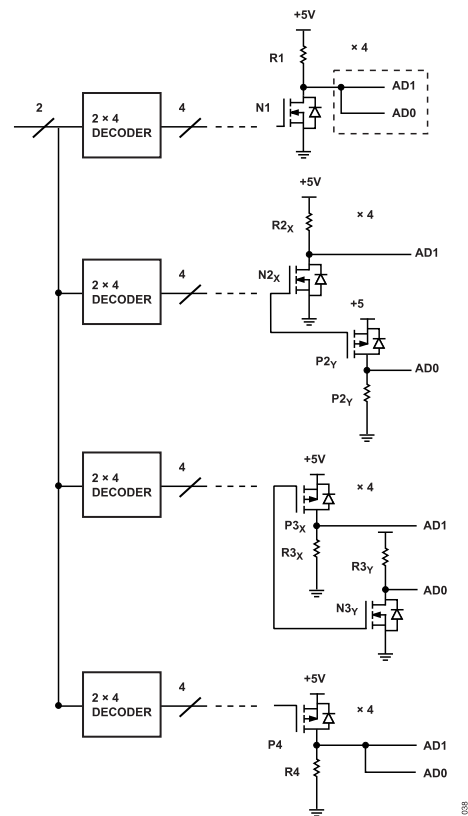 +5V
R1
× 4
AD1
N1
AD0
2
2 × 4
DECODER
4
+5V
R2X
× 4
AD1
2 × 4
DECODER
4
N2X
+5
P2Y
AD0
P2Y
+5V
2 × 4
DECODER
4
× 4
P3X
AD1
R3X
R3Y
AD0
N3Y
+5V
2 × 4
DECODER
4
× 4
P4
AD1
R4
AD0
038